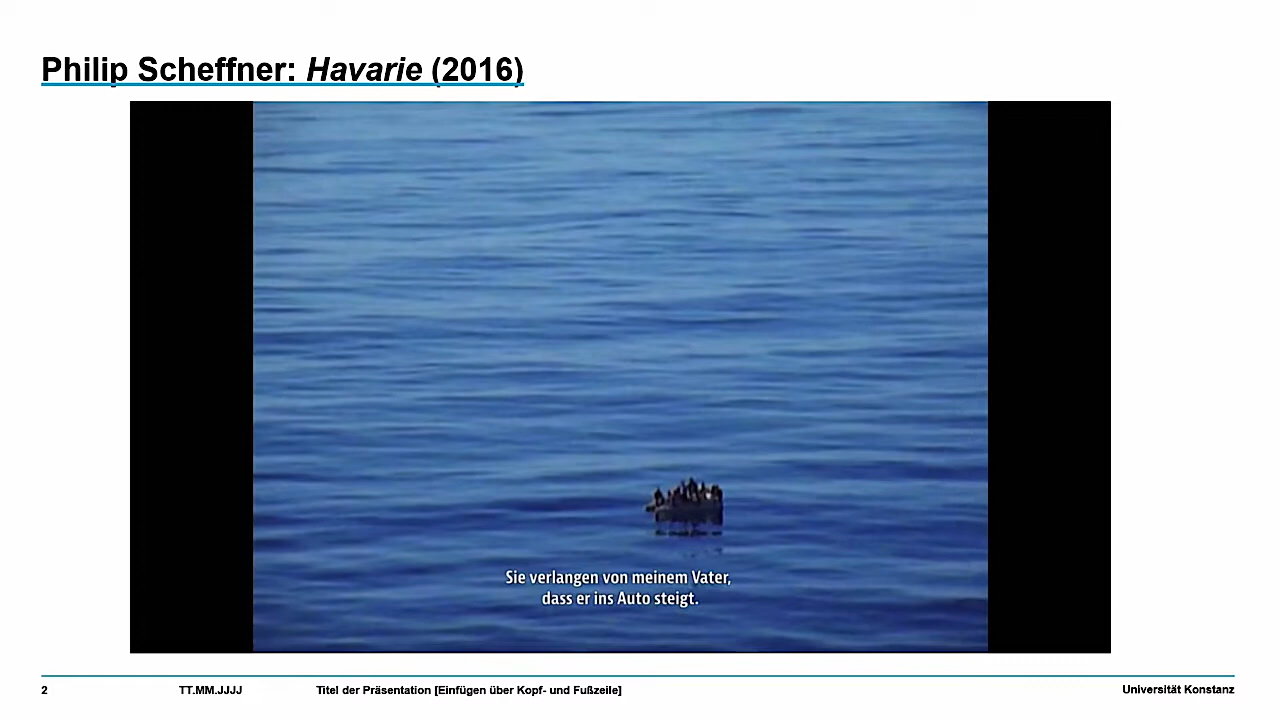 Philip Scheffner: Havarie (2016)
Sie verlangen von meinem Vater,
dass er ins Auto steigt.
2 TT.MM.JJJJ Titel der Präsentation [Einfügen über Kopf- und Fußzeile] Universität Konstanz